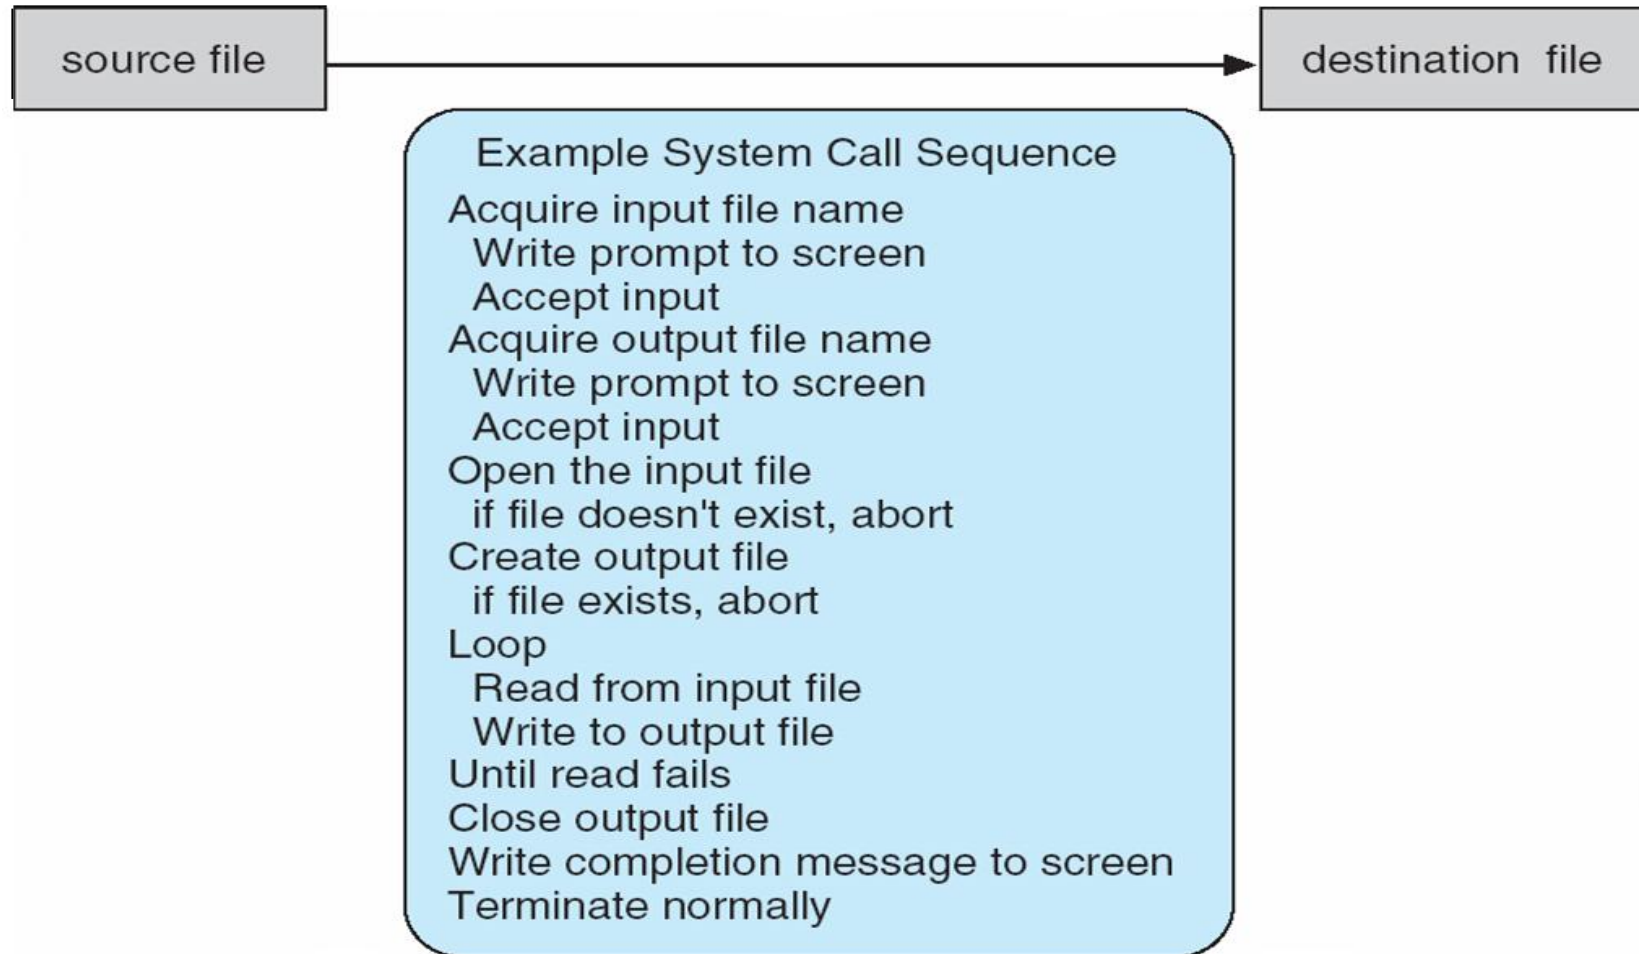 source file
destination file
Example System Call Sequence
Acquire input file name
Write prompt to screen
Accept input
Acquire output file name
Write prompt to screen
Accept input
Open the input file
if file doesn't exist, abort
Create output file
if file exists, abort
Loop
Read from input file
Write to output file
Until read fails
Close output file
Write completion message to screen
Terminate normally